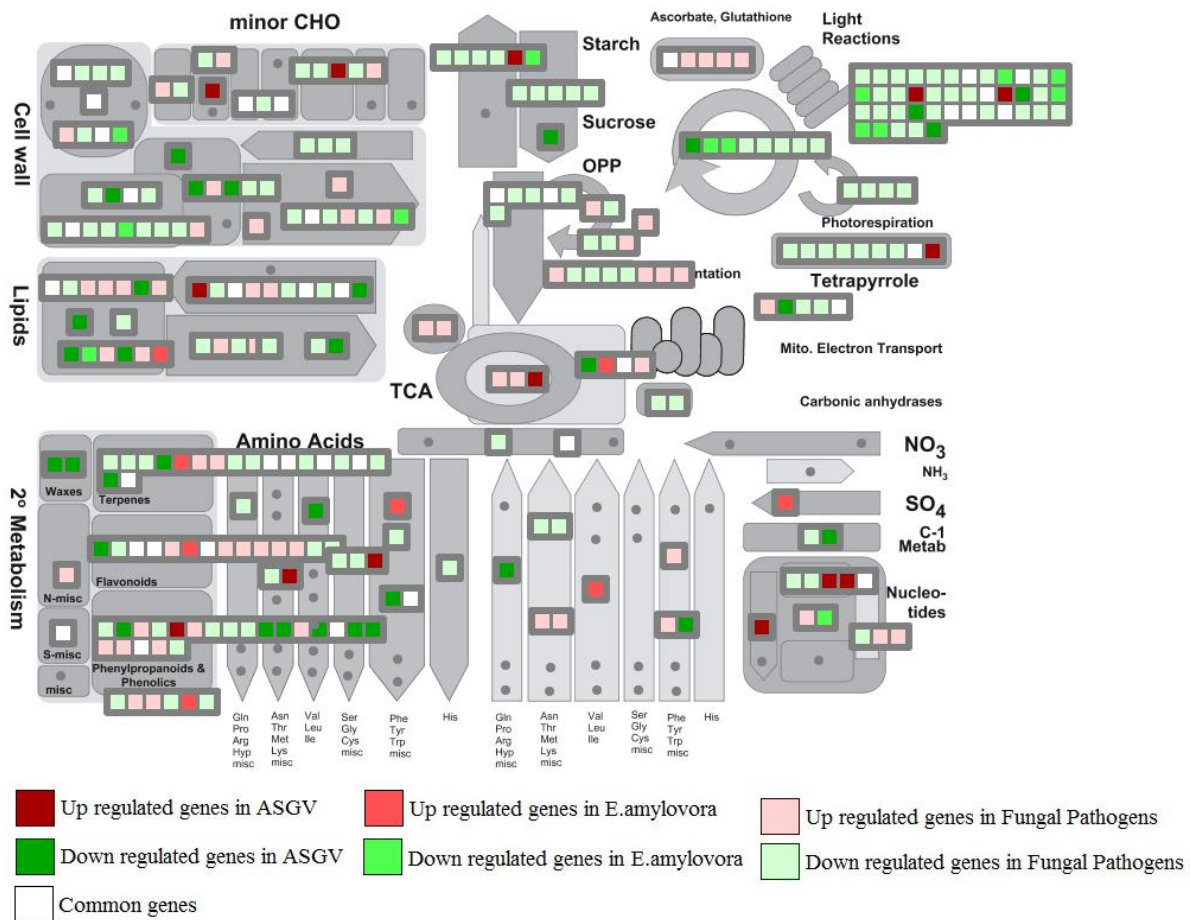 minor CHO
Starch
Ascorbate, Glutathione
Light
Reactions
Cell wall
Sucrose
OPP
Photorespiration
ntation
Tetrapyrrole
Lipids
Mito. Electron Transport
TCA
Carbonic anhydrases
Amino Acids
NO3
NH3
SO4
C-1
Metab
Nucleo-
tides
2° Metabolism
Waxes
Terpenes
N-misc
Flavonoids
S-misc
misc
Phenylpropanoids &
Phenolics
Gln
Pro
Arg
Hyp
misc
Asn
Thr
Met
Lys
misc
Val
Leu
Ile
Ser
Gly
Cys
misc
Phe
Tyr
Trp
misc
His
Gln
Pro
Arg
Hyp
misc
Asn
Thr
Met
Lys
misc
Val
Leu
Ile
Ser
Gly
Cys
misc
Phe
Tyr
Trp
misc
His
Up regulated genes in ASGV
Up regulated genes in E.amylovora
Up regulated genes in Fungal Pathogens
Down regulated genes in ASGV
Down regulated genes in E.amylovora
Down regulated genes in Fungal Pathogens
Common genes